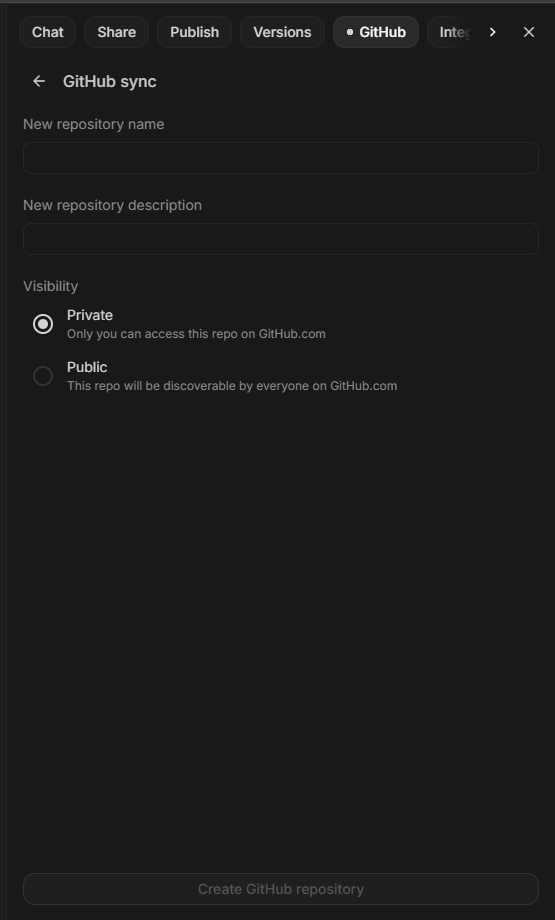 Chat Share Publish Versions GitHub
GitHub sync
New repository name
New repository description
Visibility
Private
Only you can access this repo on GitHub.com
Public
This repo will be discoverable by everyone on GitHub.com
Create GitHub repository